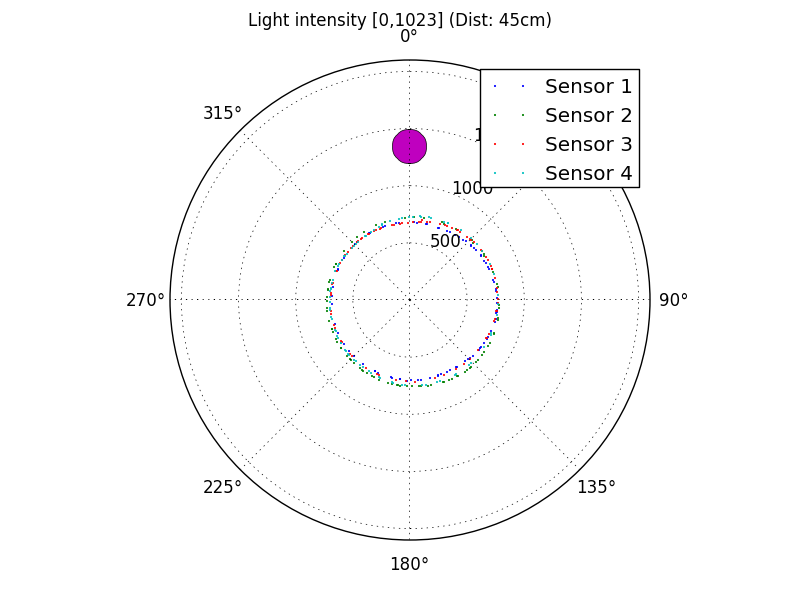 Light intensity [0,1023] (Dist: 45cm)
0°
315°
Sensor 1
Sensor 2
Sensor 3
Sensor 4
1000
500
270°
90°
225°
135°
180°